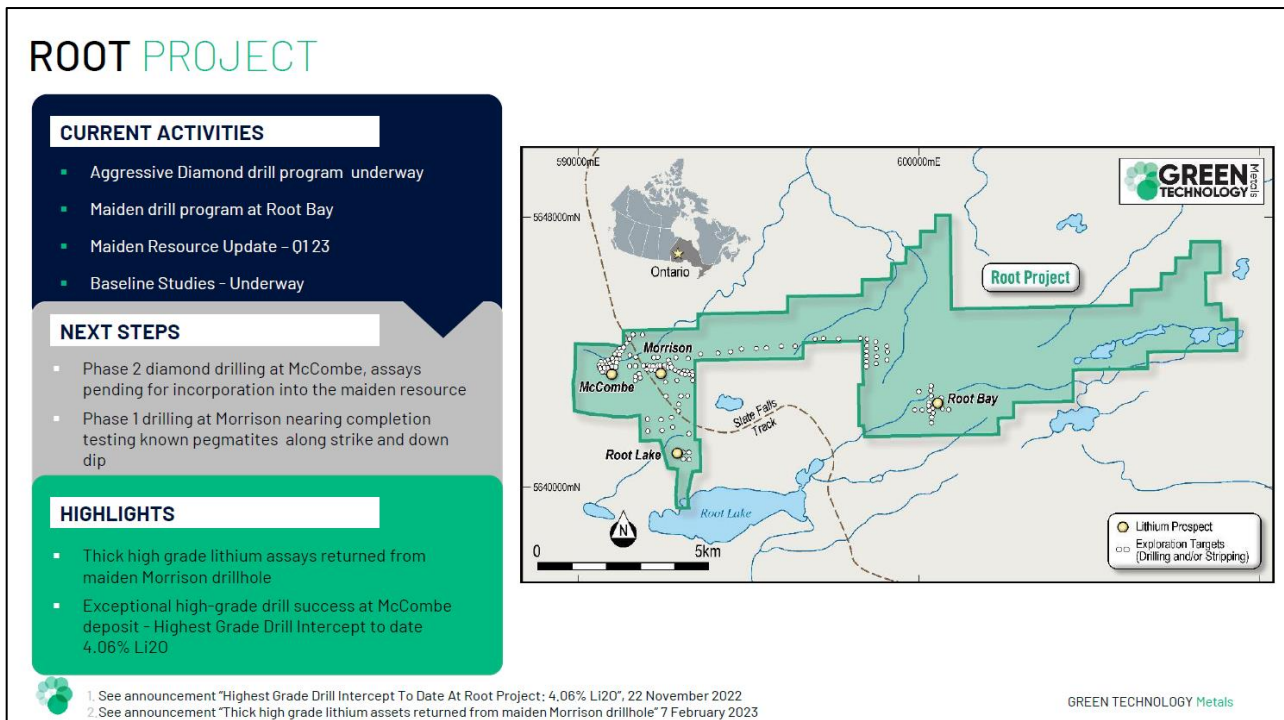 ROOT PROJECT
CURRENT ACTIVITIES
▪ Aggressive Diamond drill program underway
▪ Maiden drill program at Root Bay
▪ Maiden Resource Update – Q1 23
▪ Baseline Studies - Underway
NEXT STEPS
▪ Phase 2 diamond drilling at McCombe, assays
pending for incorporation into the maiden resource
▪ Phase 1 drilling at Morrison nearing completion
testing known pegmatites along strike and down
dip
HIGHLIGHTS
▪ Thick high grade lithium assays returned from
maiden Morrison drillhole
▪ Exceptional high-grade drill success at McCombe
deposit - Highest Grade Drill Intercept to date
4.06% Li2O
590000mE
600000mE
GREEN
TECHNOLOGY
Metals
5648000mN
Ontario
Root Project
Morrison
McCombe
Root Bay
Slate Falls
Track
Root Lake
5640000mN
Root Lake
N
0 5km
Lithium Prospect
Exploration Targets
(Drilling and/or Stripping)
1. See announcement "Highest Grade Drill Intercept To Date At Root Project: 4.06% Li2O", 22 November 2022
2. See announcement "Thick high grade lithium assets returned from maiden Morrison drillhole" 7 February 2023
GREEN TECHNOLOGY Metals